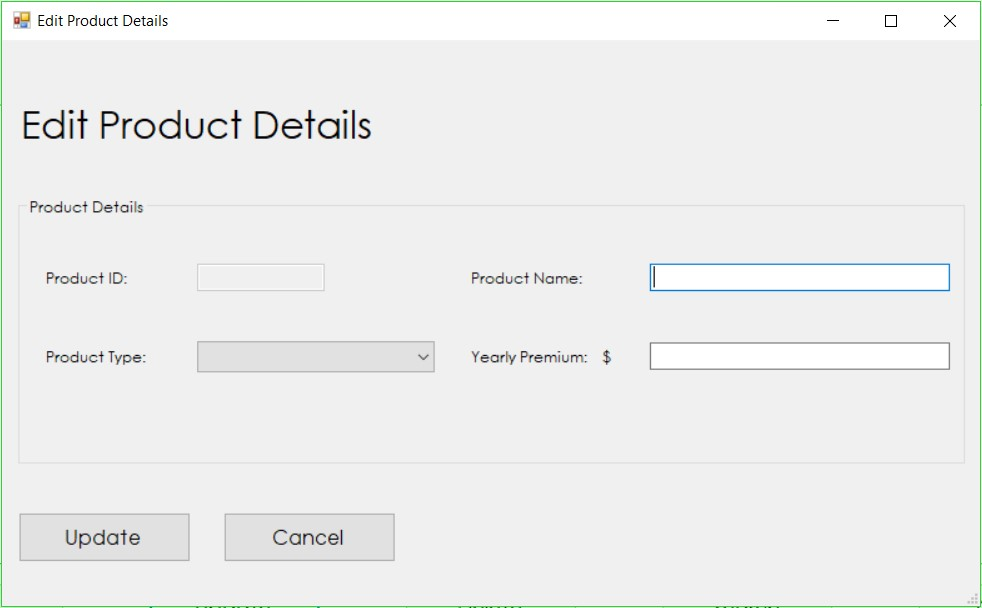 Edit Product Details
Edit Product Details
Product Details
Product ID:
Product Name:
Product Type:
Yearly Premium: $
Update Cancel